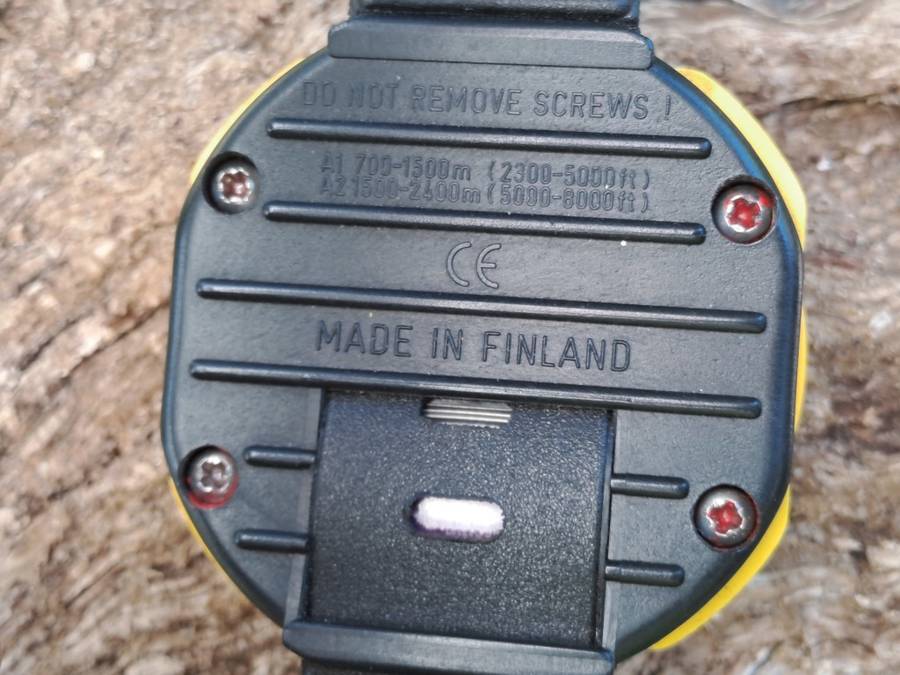 DO NOT REMOVE SCREWS !
A1 700-1500m (2300-5000ft)
A2 1500-2400m (5000-8000ft)
CE
MADE IN FINLAND